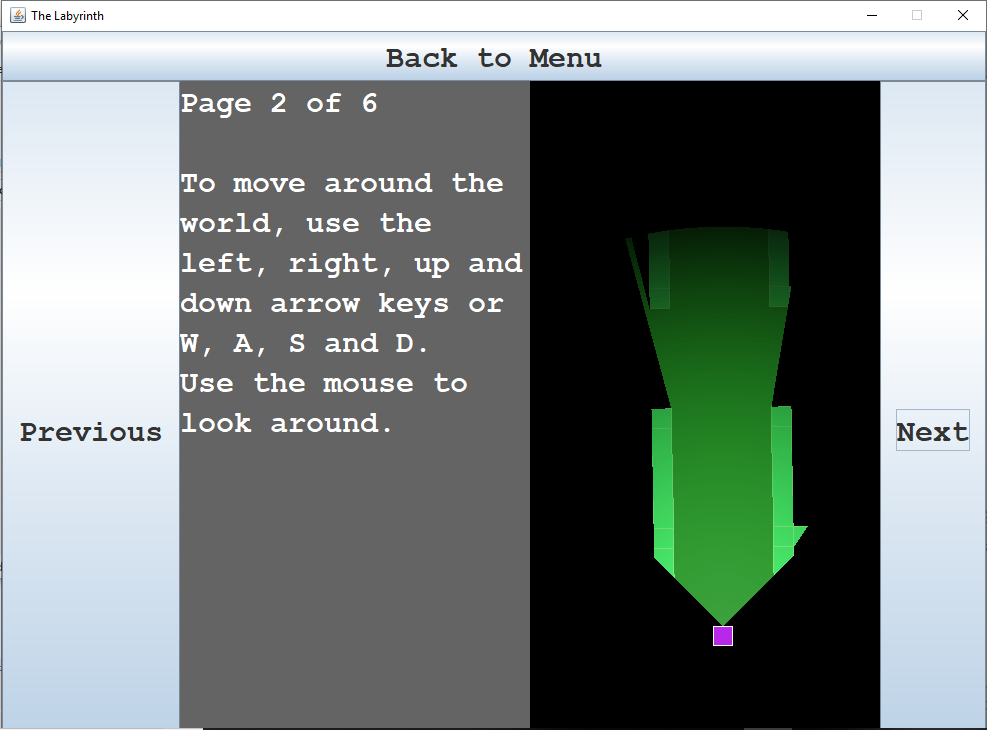 The Labyrinth
Back to Menu
Page 2 of 6
To move around the
world, use the
left, right, up and
down arrow keys or
W, A, S and D.
Use the mouse to
look around.
Previous
Next